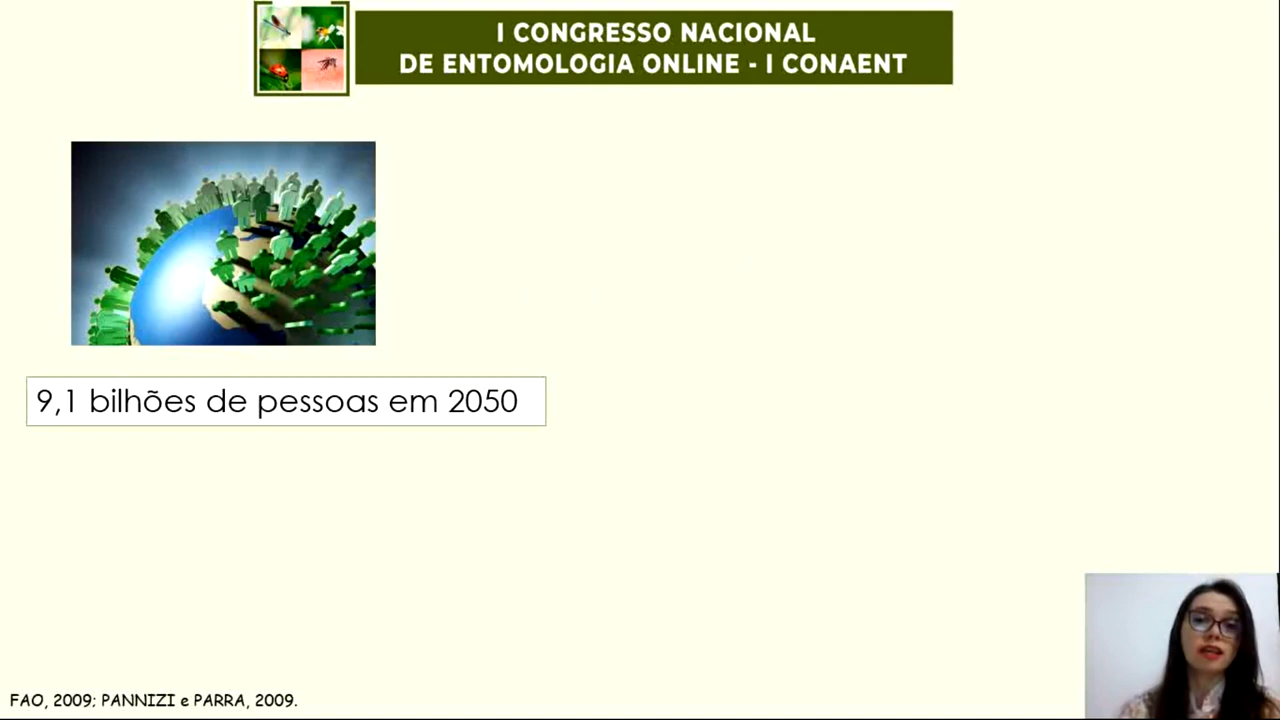 I CONGRESSO NACIONAL
DE ENTOMOLOGIA ONLINE - I CONAENT
9,1 bilhões de pessoas em 2050
FAO, 2009; PANNIZI e PARRA, 2009.